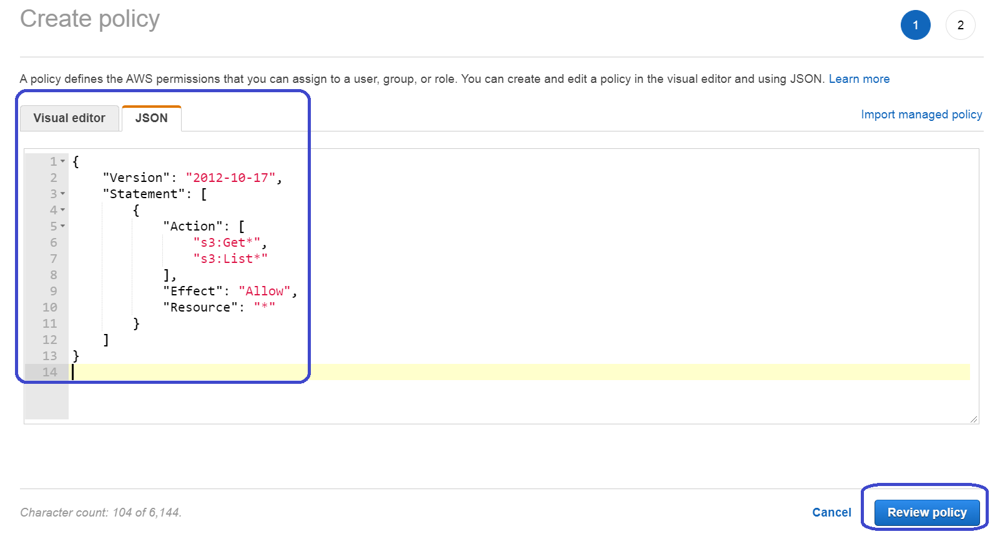 Create policy
1 2
A policy defines the AWS permissions that you can assign to a user, group, or role. You can create and edit a policy in the visual editor and using JSON. Learn more
Visual editor JSON Import managed policy
1 {
2     "Version": "2012-10-17",
3     "Statement": [
4         {
5             "Action": [
6                 "s3:Get*",
7                 "s3:List*"
8             ],
9             "Effect": "Allow",
10             "Resource": "*"
11         }
12     ]
13 }
14
Character count: 104 of 6,144. Cancel Review policy